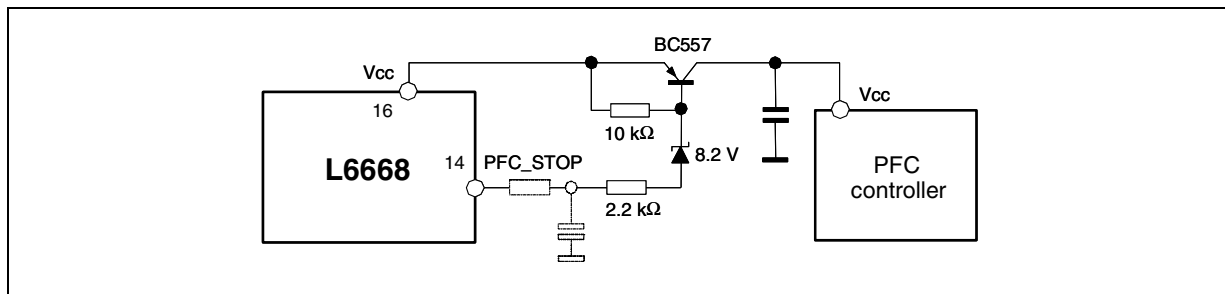 BC557
Vcc
16
10 kΩ
8.2 V
Vcc
L6668
14
PFC_STOP
2.2 kΩ
PFC
controller